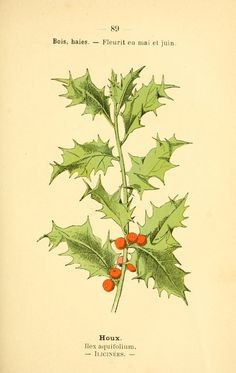 — 89 —
Bois, haies. — Fleurit en mai et juin.
Houx.
Ilex aquifolium.
— Ilicinées. —